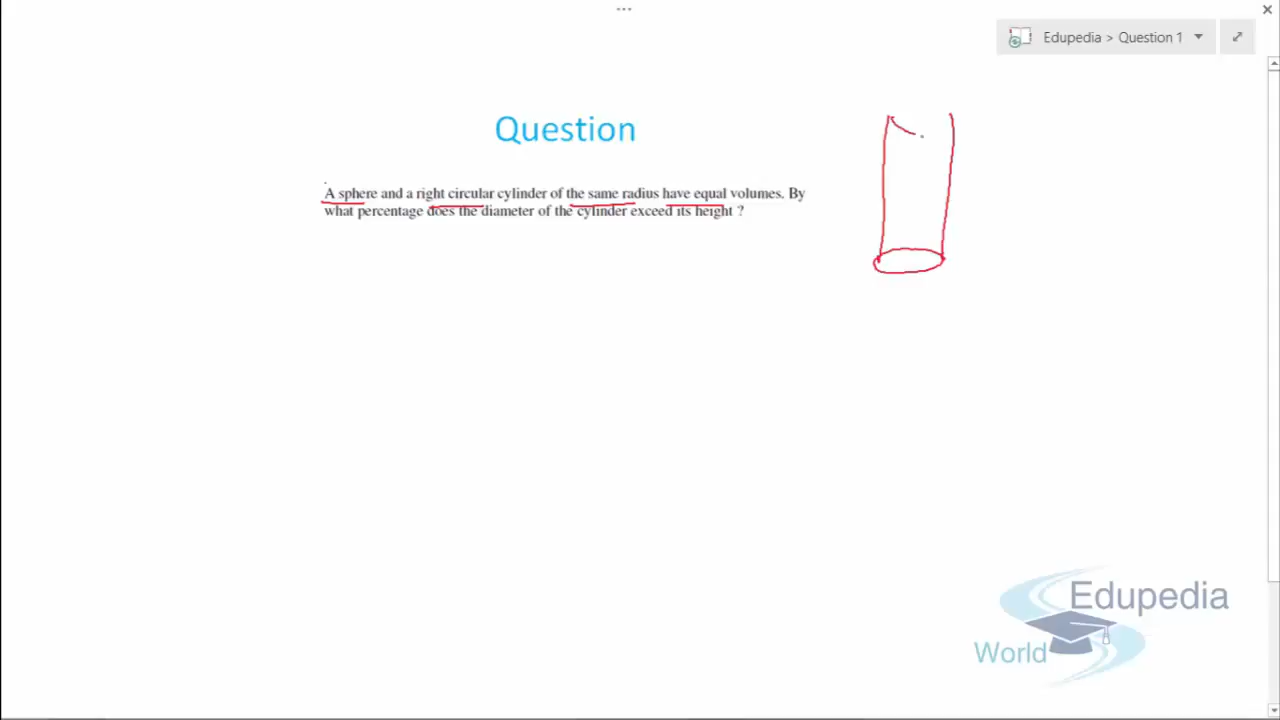 Edupedia > Question 1
Question
A sphere and a right circular cylinder of the same radius have equal volumes. By
what percentage does the diameter of the cylinder exceed its height ?
Edupedia
World